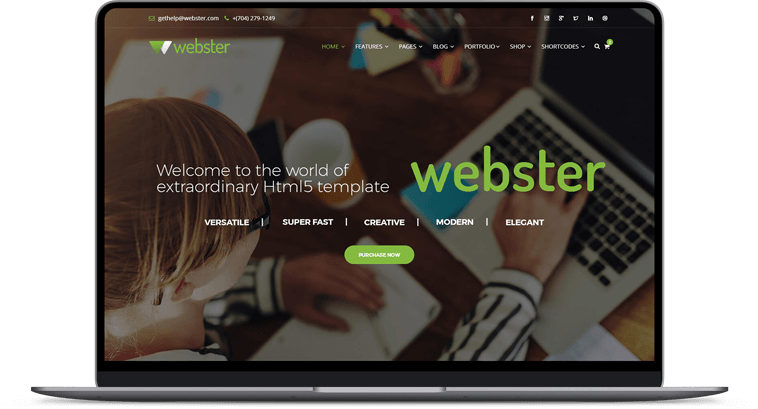 gethelp@webster.com +(704) 279-1249
webster
HOME FEATURES PAGES BLOG PORTFOLIO SHOP SHORTCODES
0
Welcome to the world of
extraordinary Html5 template
webster
VERSATILE | SUPER FAST | CREATIVE | MODERN | ELEGANT
PURCHASE NOW